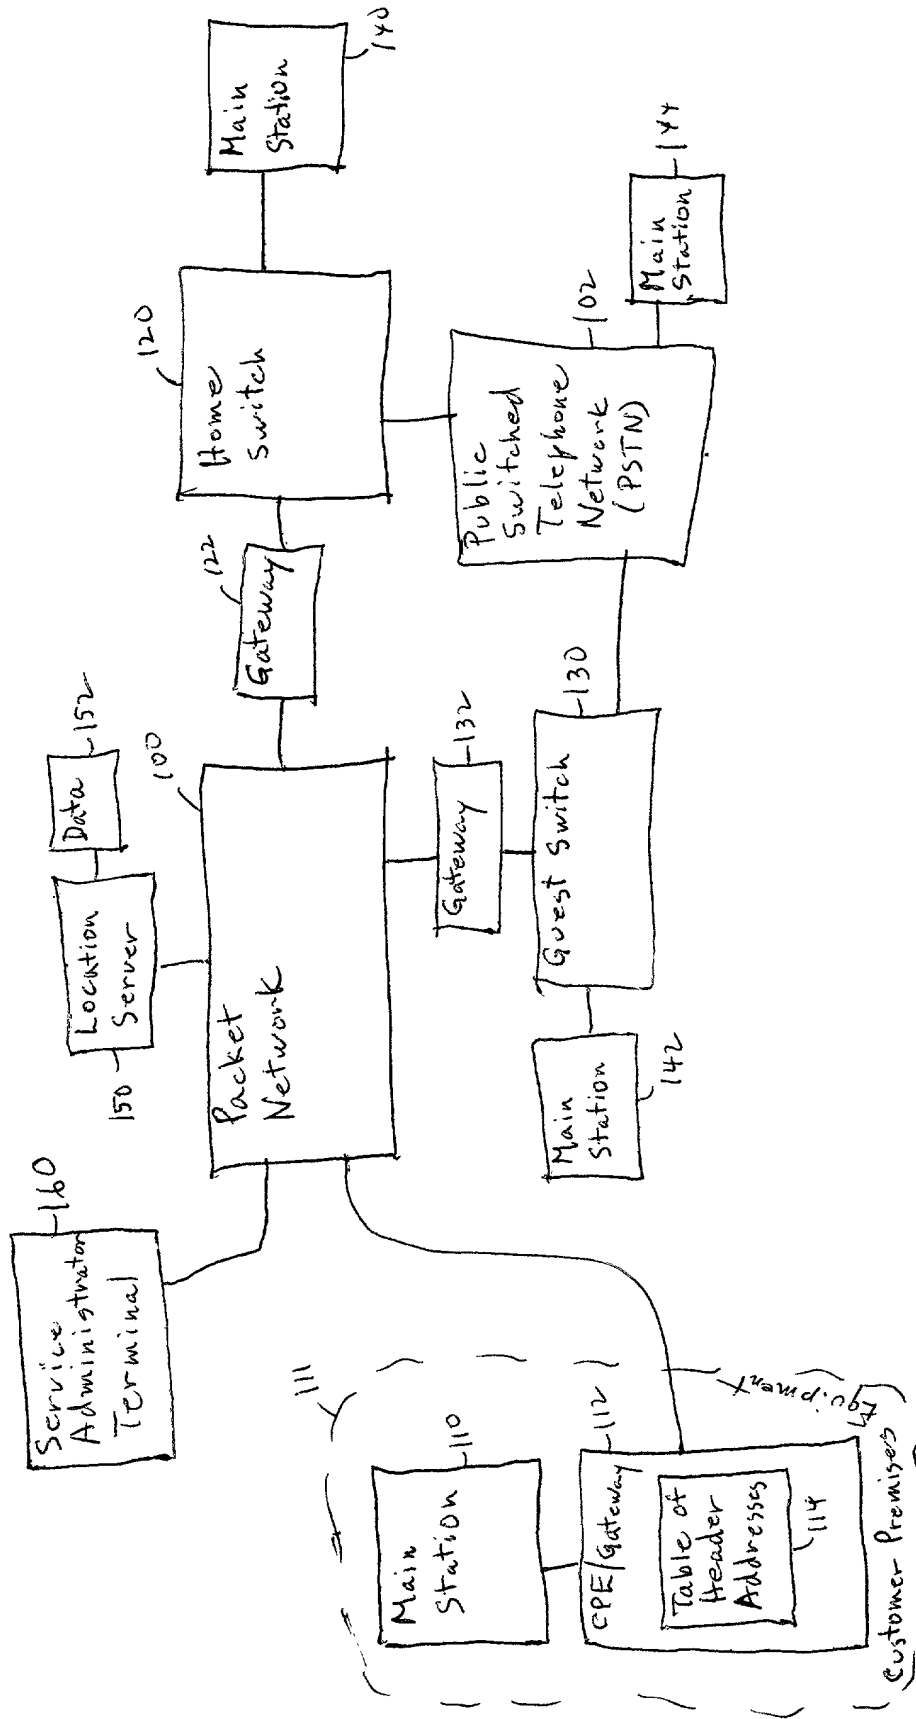 Service
Administrator
Terminal
160
Location
Server
150
Data
152
Packet
Network
100
Gateway
122
Home
Switch
120
Main
Station
140
Gateway
132
Guest Switch
130
Main
Station
142
Public
Switched
Telephone
Network
(PSTN)
102
Main
Station
144
111
Main
Station
110
CPE/Gateway
112
Table of
Header
Addresses
114
Customer Premises
Equipment